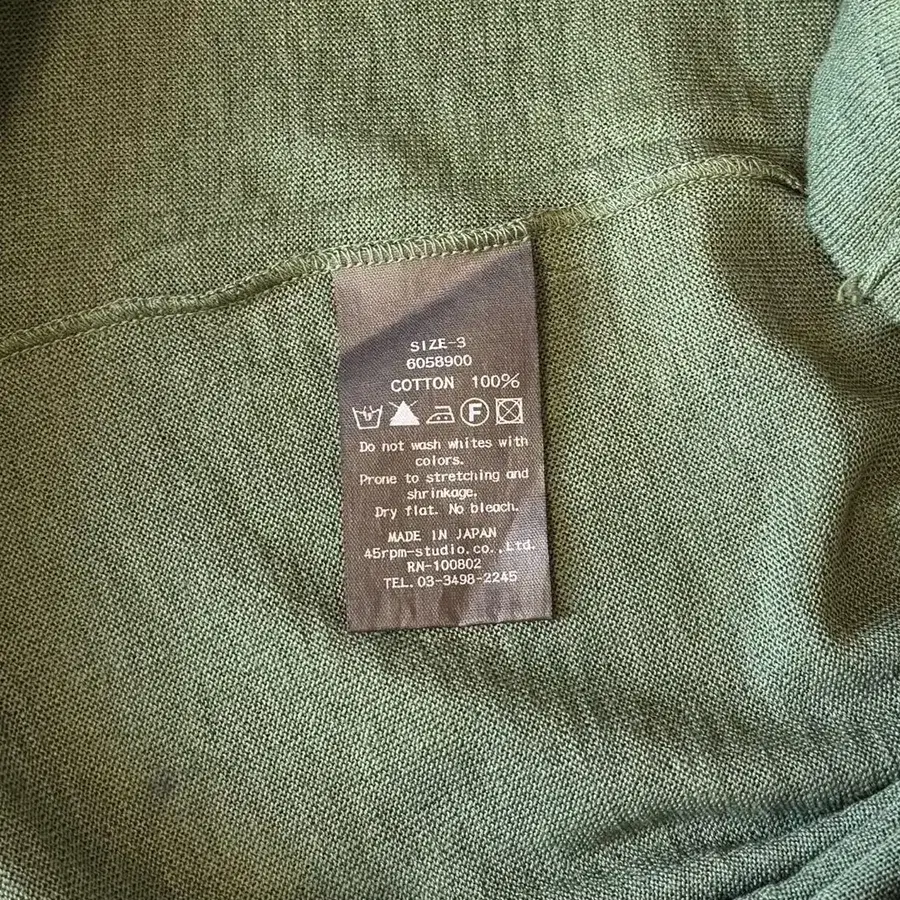 SIZE-3
6058900
COTTON 100%
F
Do not wash whites with
colors.
Prone to stretching and
shrinkage.
Dry flat. No bleach.
MADE IN JAPAN
45rpm-studio.co.,Ltd.
RN-100802
TEL.03-3498-2245